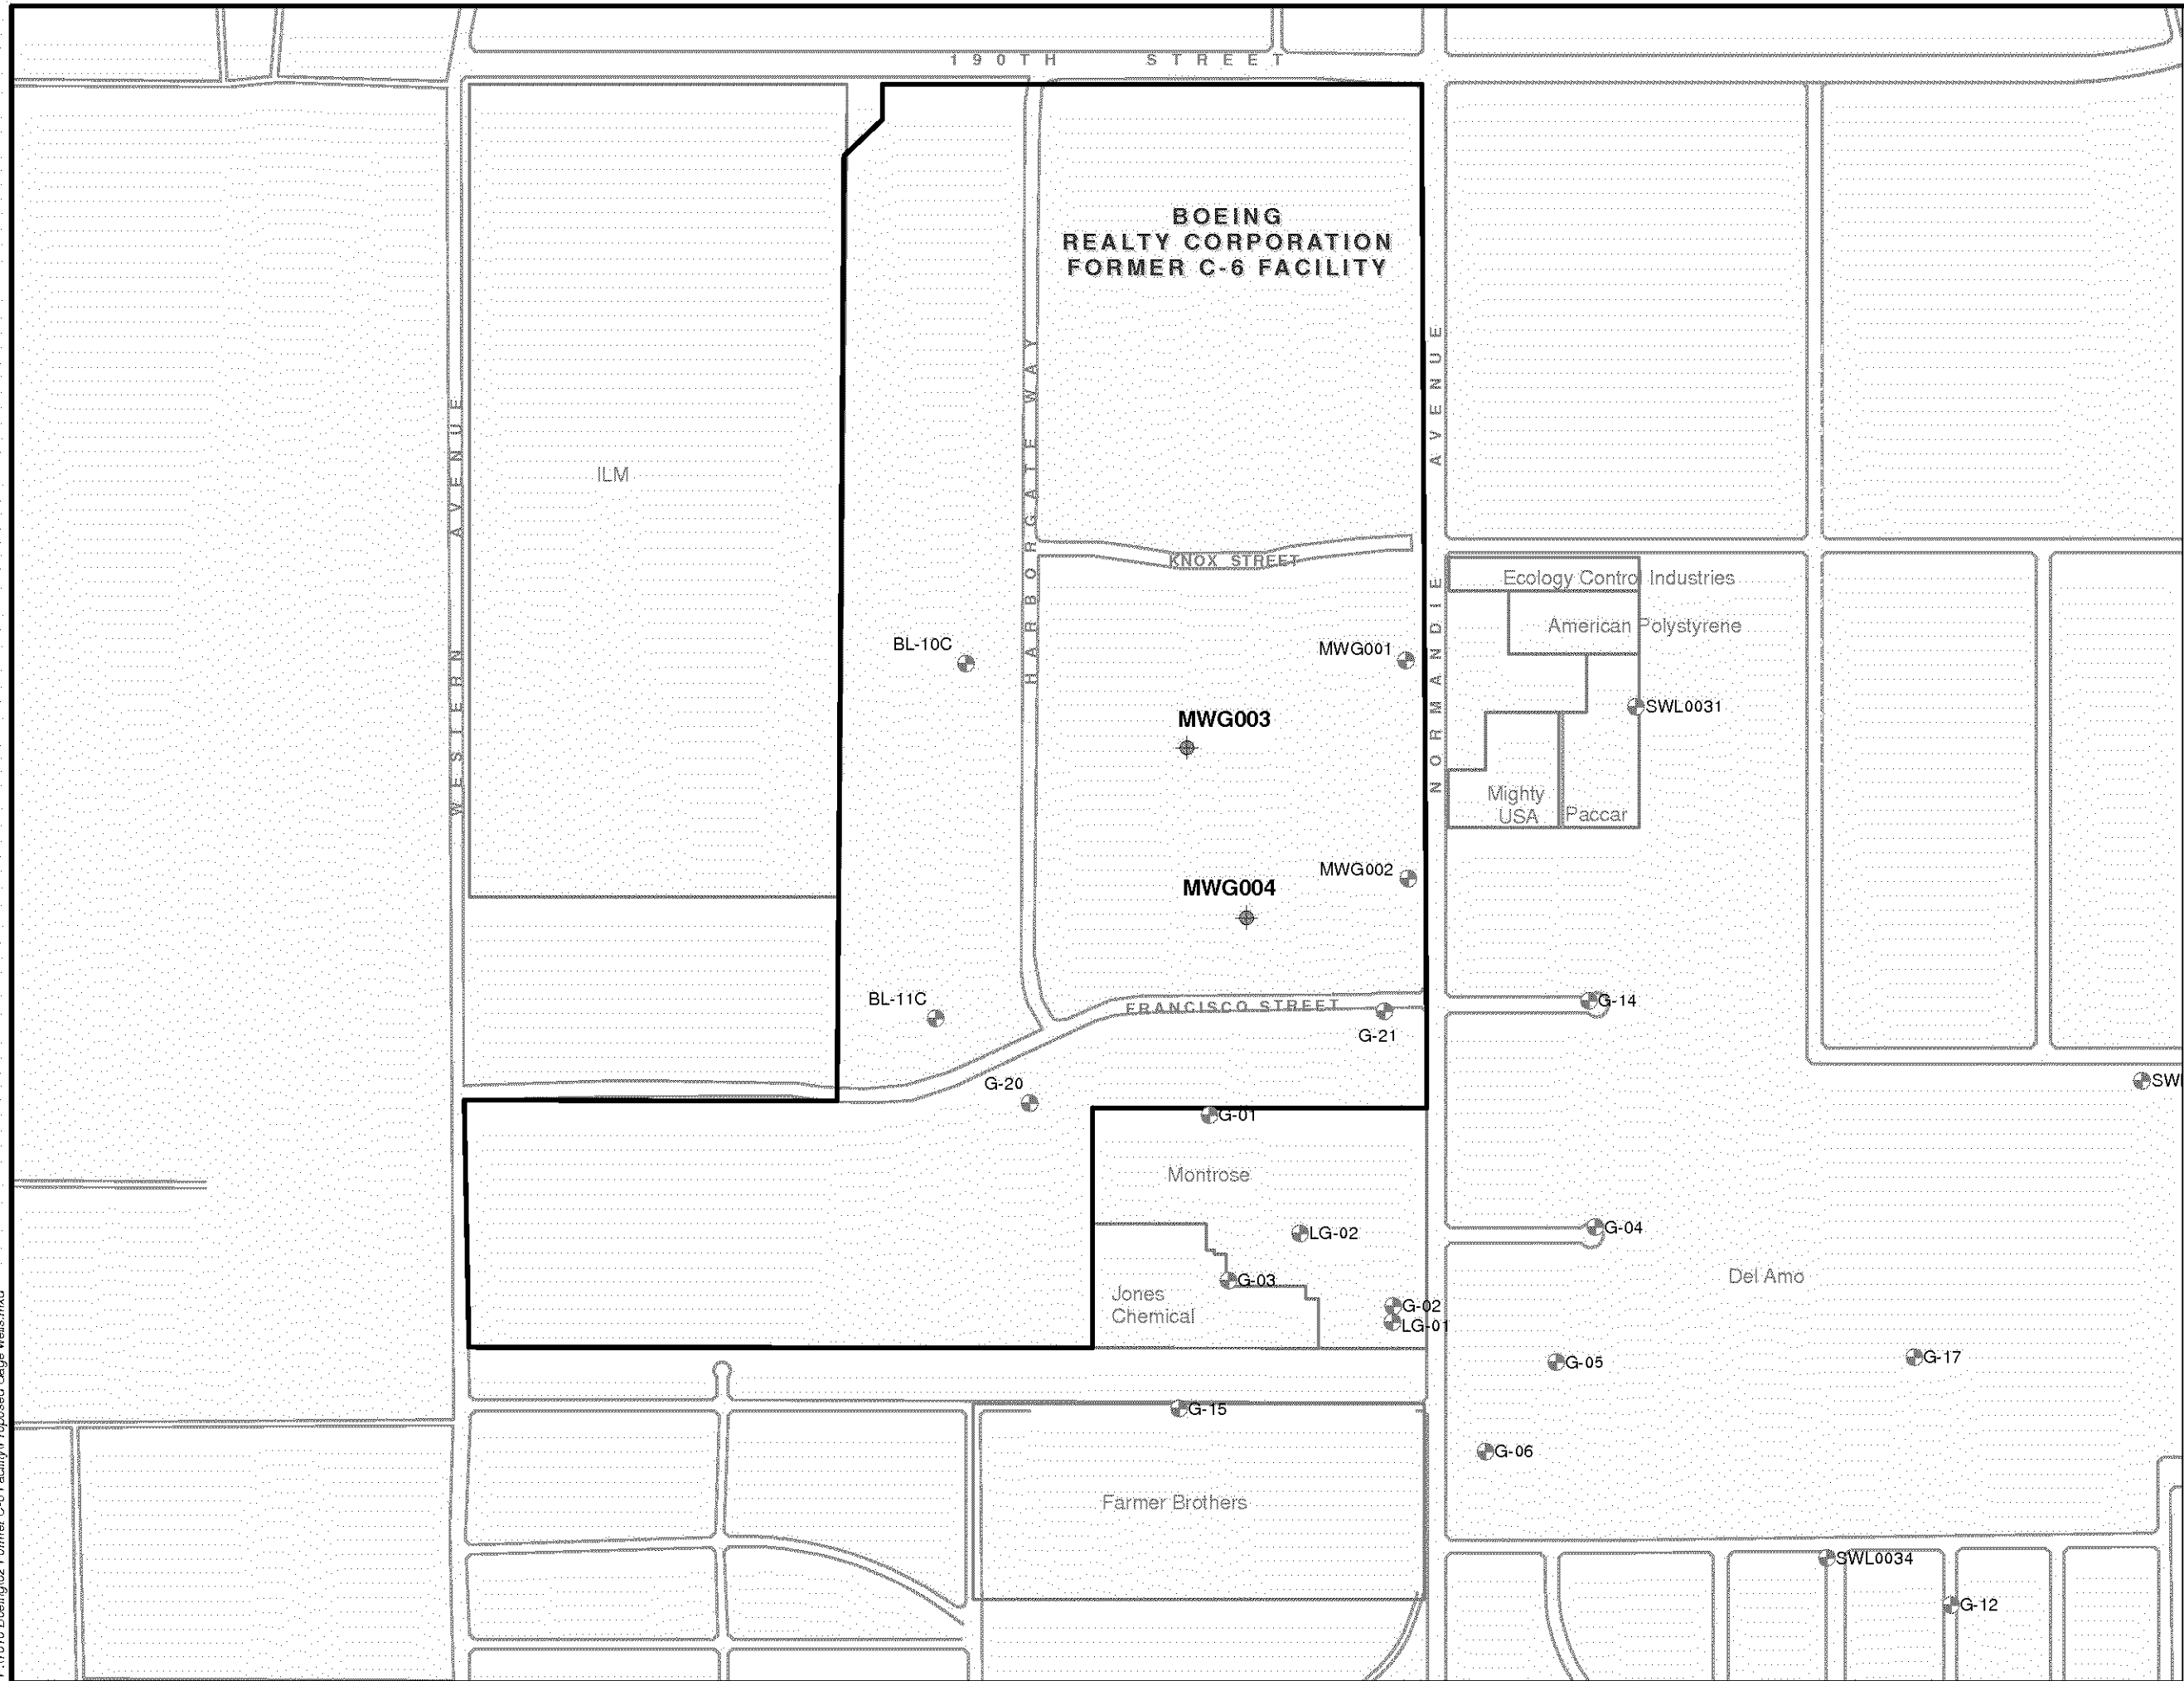 190TH STREET
BOEING
REALTY CORPORATION
FORMER C-6 FACILITY
WESTERN AVENUE
HARBORGATE WAY
NORMANDIE AVENUE
ILM
KNOX STREET
Ecology Control Industries
American Polystyrene
BL-10C
MWG001
SWL0031
MWG003
Mighty
USA
Paccar
MWG002
MWG004
BL-11C
FRANCISCO STREET
G-14
G-21
G-20
SWL
G-01
Montrose
LG-02
G-04
G-03
Del Amo
Jones
Chemical
G-02
LG-01
G-05
G-17
G-15
G-06
Farmer Brothers
SWL0034
G-12